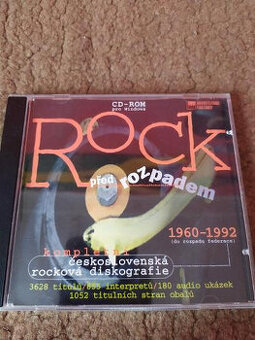 CD-ROM
pro Windows
Rock
před rozpadem
1960-1992
(do rozpadu federace)
kompletní
československá
rocková diskografie
3628 titulů/895 interpretů/180 audio ukázek
1052 titulních stran obalů